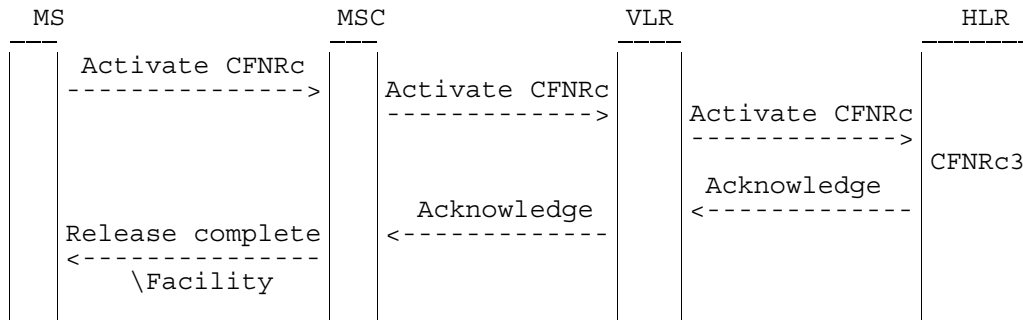 MS MSC VLR HLR
Activate CFNRc
--------------->
Activate CFNRc
------------->
Activate CFNRc
------------->
CFNRc3
Acknowledge
<-------------
Acknowledge
<-------------
Release complete
<---------------
\Facility